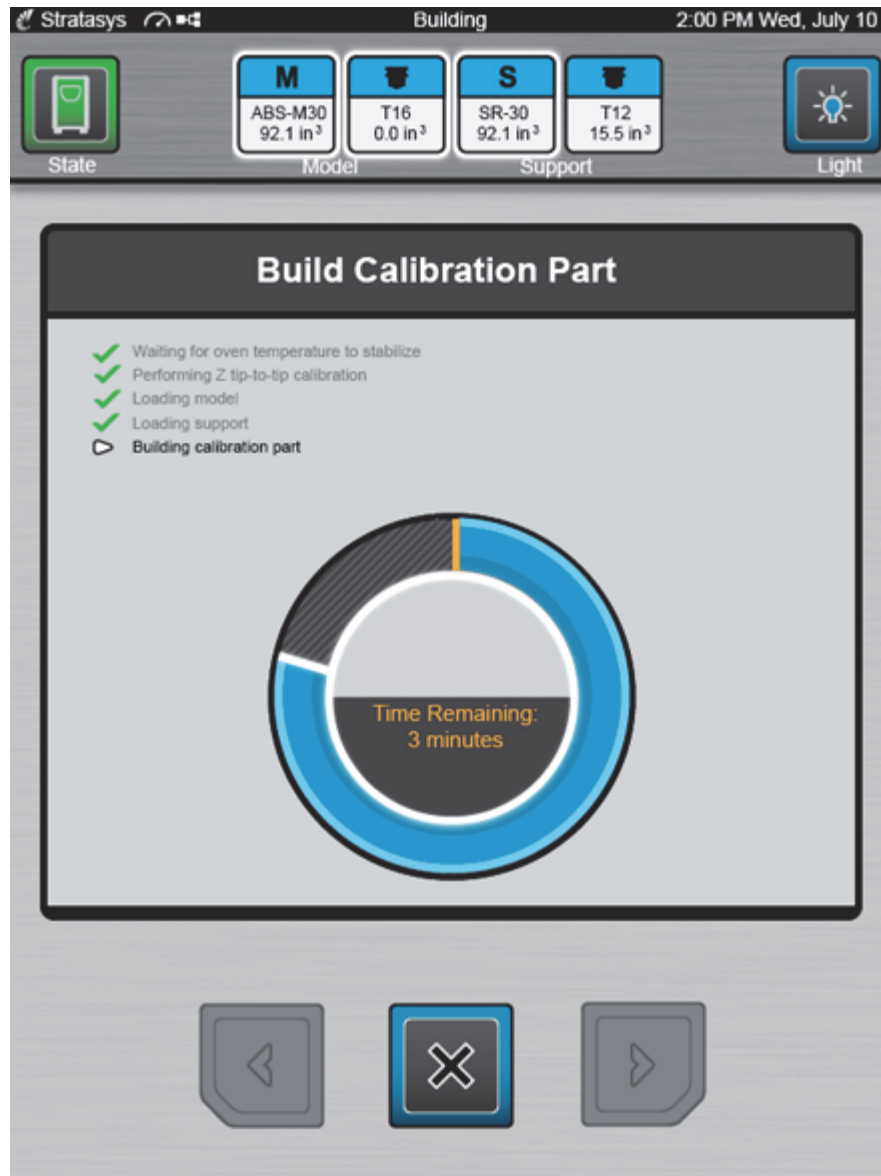 Stratasys Building 2:00 PM Wed, July 10
M S
ABS-M30 T16 SR-30 T12
92.1 in³ 0.0 in³ 92.1 in³ 15.5 in³
State Model Support Light
Build Calibration Part
Waiting for oven temperature to stabilize
Performing Z tip-to-tip calibration
Loading model
Loading support
Building calibration part
Time Remaining:
3 minutes